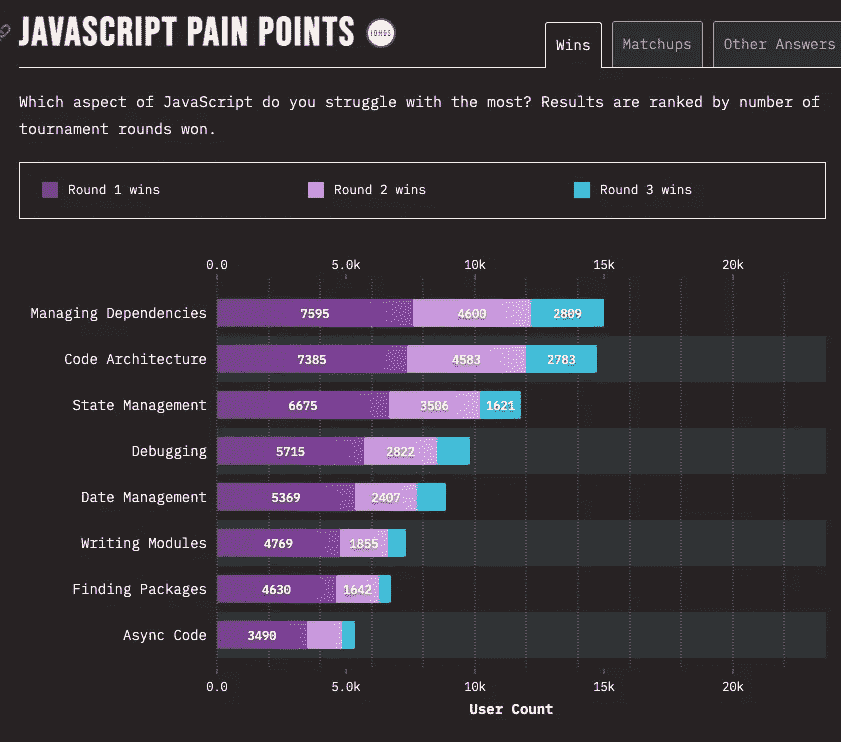 JAVASCRIPT PAIN POINTS
Wins
Matchups
Other Answers
Which aspect of JavaScript do you struggle with the most? Results are ranked by number of
tournament rounds won.
Round 1 wins
Round 2 wins
Round 3 wins
0.0 5.0k 10k 15k 20k
Managing Dependencies 7595 4600 2809
Code Architecture 7385 4583 2783
State Management 6675 3506 1621
Debugging 5715 2822
Date Management 5369 2407
Writing Modules 4769 1855
Finding Packages 4630 1642
Async Code 3490
0.0 5.0k 10k 15k 20k
User Count